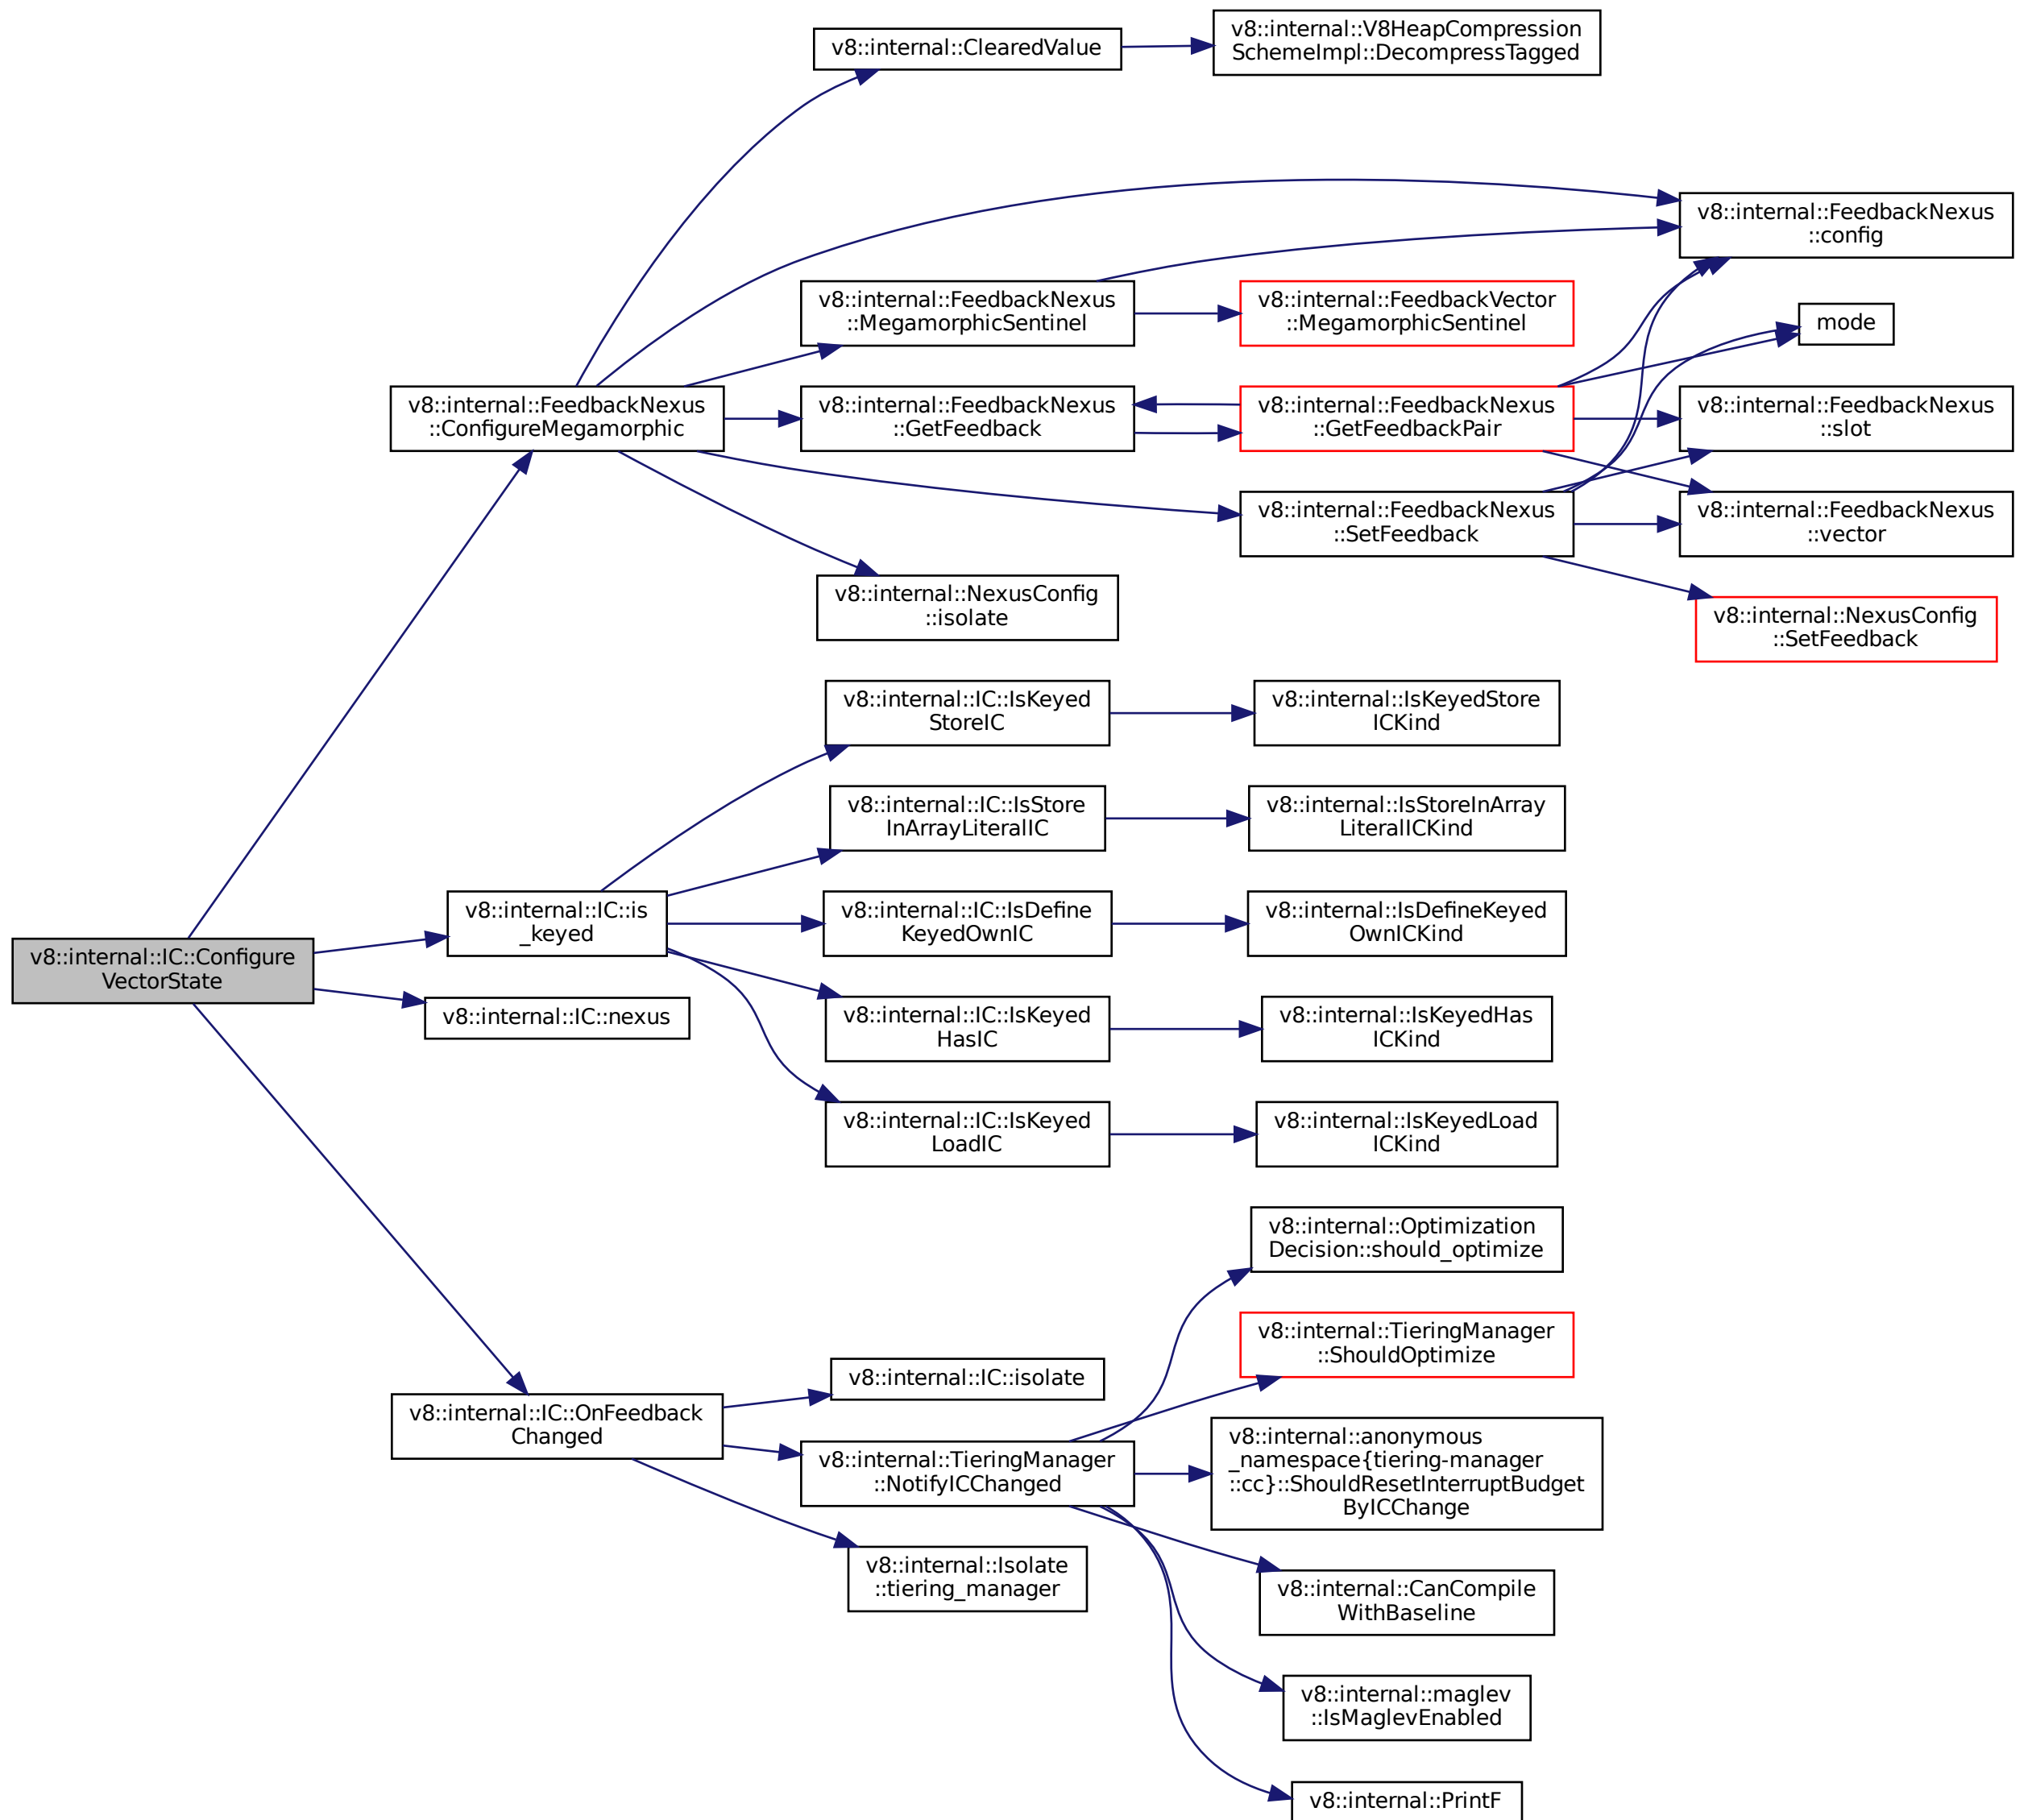 v8::internal::ClearedValue
v8::internal::V8HeapCompression
SchemeImpl::DecompressTagged
v8::internal::FeedbackNexus
::config
v8::internal::FeedbackNexus
::MegamorphicSentinel
v8::internal::FeedbackVector
::MegamorphicSentinel
mode
v8::internal::FeedbackNexus
::ConfigureMegamorphic
v8::internal::FeedbackNexus
::GetFeedback
v8::internal::FeedbackNexus
::GetFeedbackPair
v8::internal::FeedbackNexus
::slot
v8::internal::FeedbackNexus
::SetFeedback
v8::internal::FeedbackNexus
::vector
v8::internal::NexusConfig
::isolate
v8::internal::NexusConfig
::SetFeedback
v8::internal::IC::IsKeyed
StoreIC
v8::internal::IsKeyedStore
ICKind
v8::internal::IC::IsStore
InArrayLiteralIC
v8::internal::IsStoreInArray
LiteralICKind
v8::internal::IC::is
_keyed
v8::internal::IC::IsDefine
KeyedOwnIC
v8::internal::IsDefineKeyed
OwnICKind
v8::internal::IC::Configure
VectorState
v8::internal::IC::nexus
v8::internal::IC::IsKeyed
HasIC
v8::internal::IsKeyedHas
ICKind
v8::internal::IC::IsKeyed
LoadIC
v8::internal::IsKeyedLoad
ICKind
v8::internal::Optimization
Decision::should_optimize
v8::internal::TieringManager
::ShouldOptimize
v8::internal::IC::isolate
v8::internal::IC::OnFeedback
Changed
v8::internal::TieringManager
::NotifyICChanged
v8::internal::anonymous
_namespace{tiering-manager
::cc}::ShouldResetInterruptBudget
ByICChange
v8::internal::Isolate
::tiering_manager
v8::internal::CanCompile
WithBaseline
v8::internal::maglev
::IsMaglevEnabled
v8::internal::PrintF